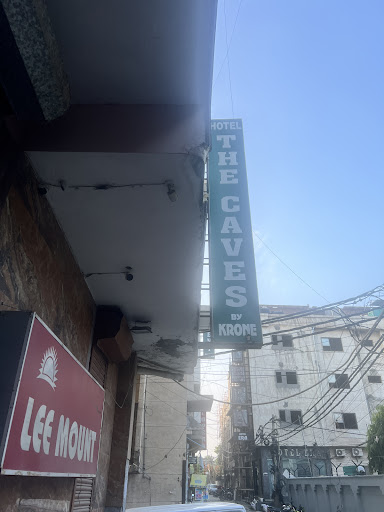 HOTEL
THE CAVES
BY
KRONE
LEE MOUNT